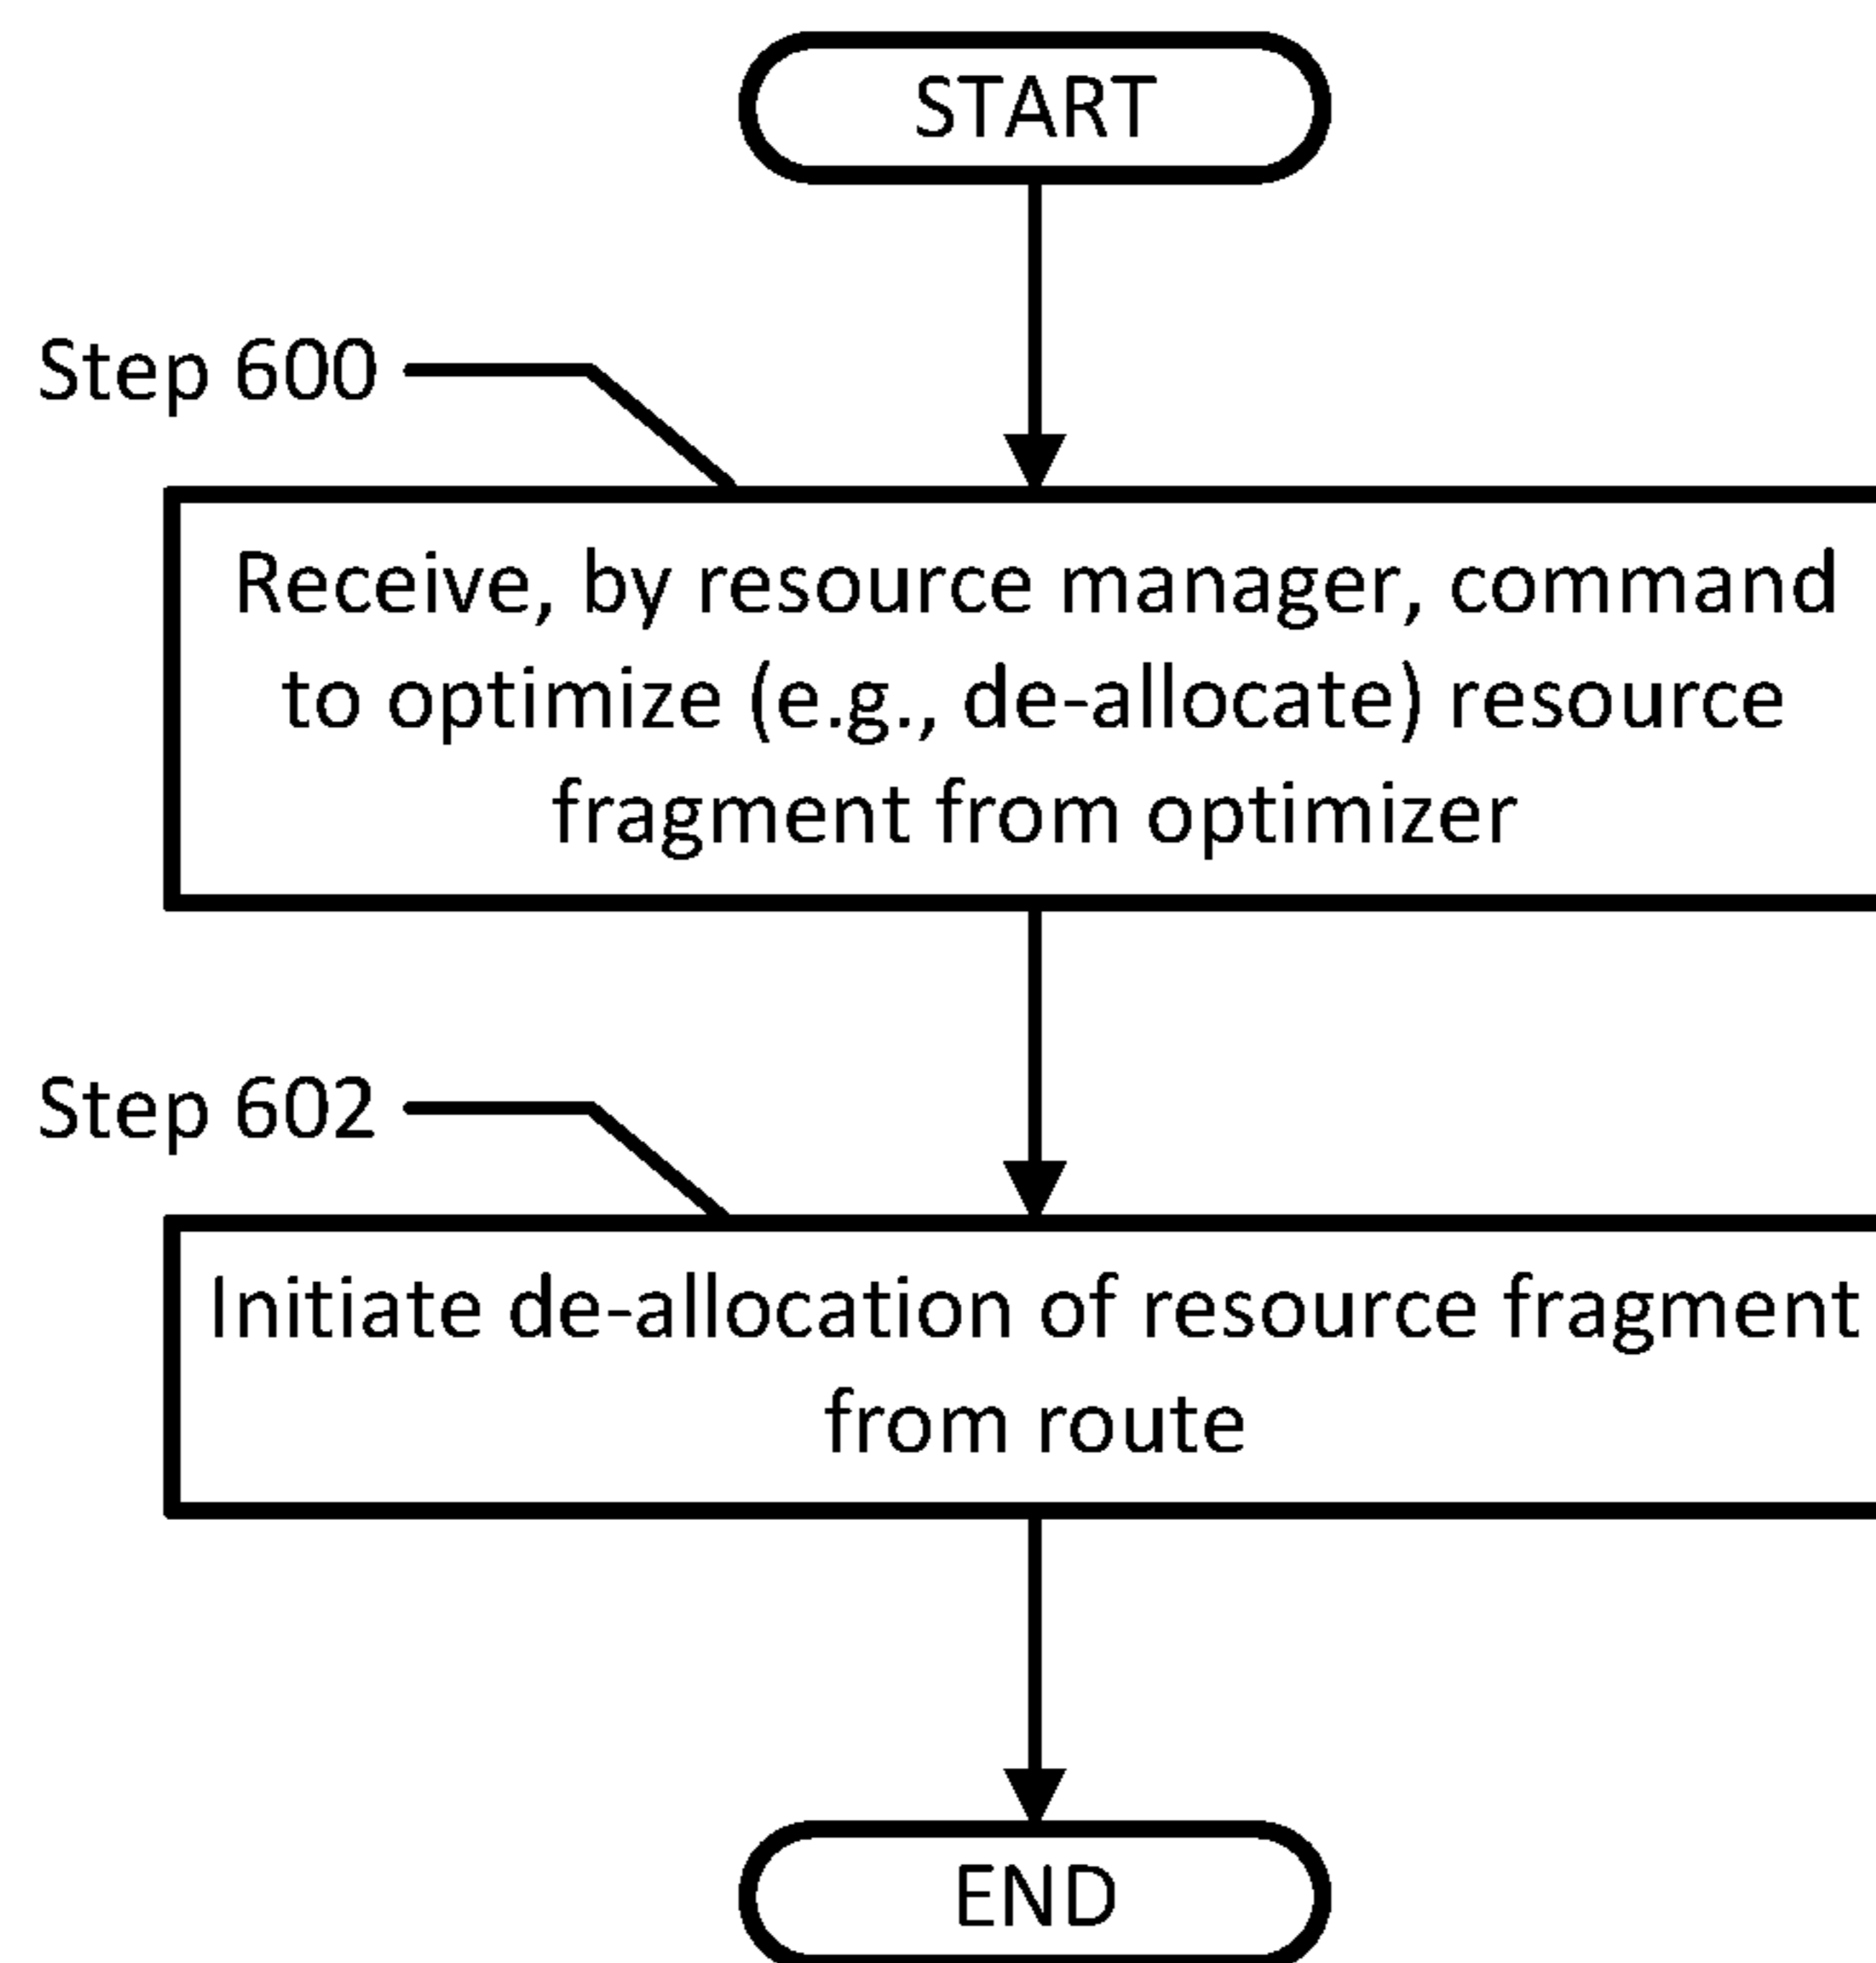 START
Step 600
Receive, by resource manager, command
to optimize (e.g., de-allocate) resource
fragment from optimizer
Step 602
Initiate de-allocation of resource fragment
from route
END